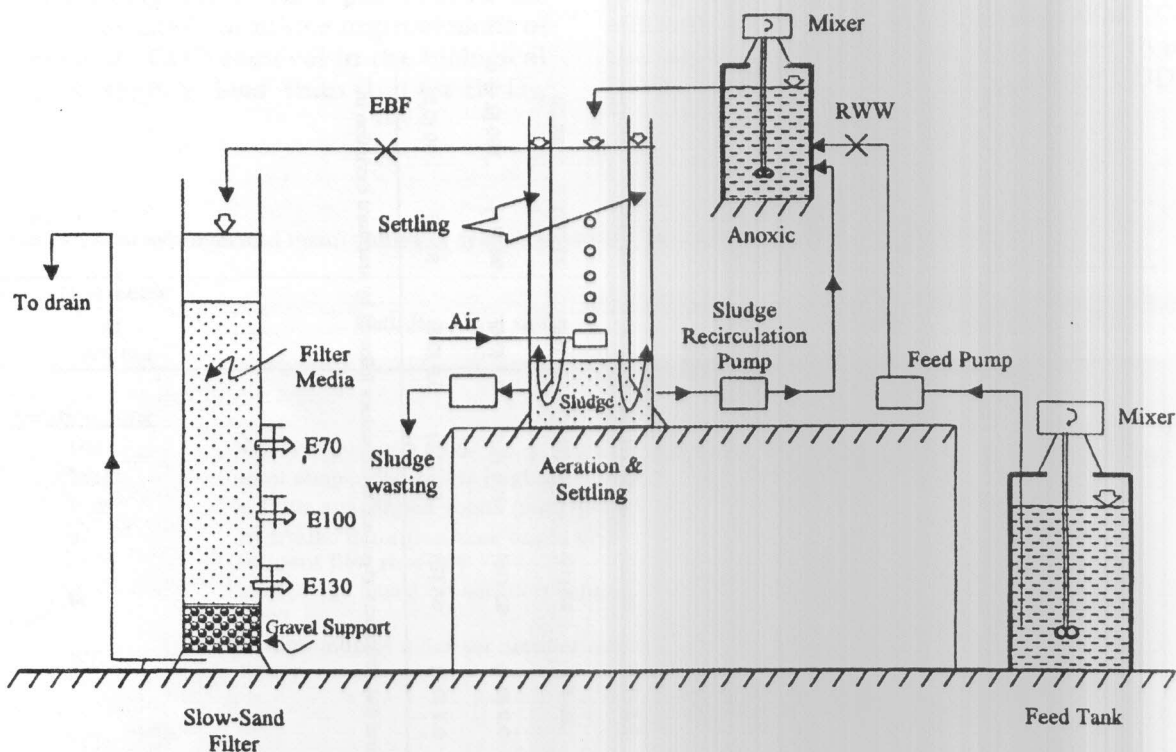 Mixer
EBF
RWW
Settling
Anoxic
To drain
Air
Sludge
Recirculation
Pump
Feed Pump
Filter
Media
Sludge
Mixer
E70
Sludge
wasting
Aeration &
Settling
E100
E130
Gravel Support
Slow-Sand
Filter
Feed Tank